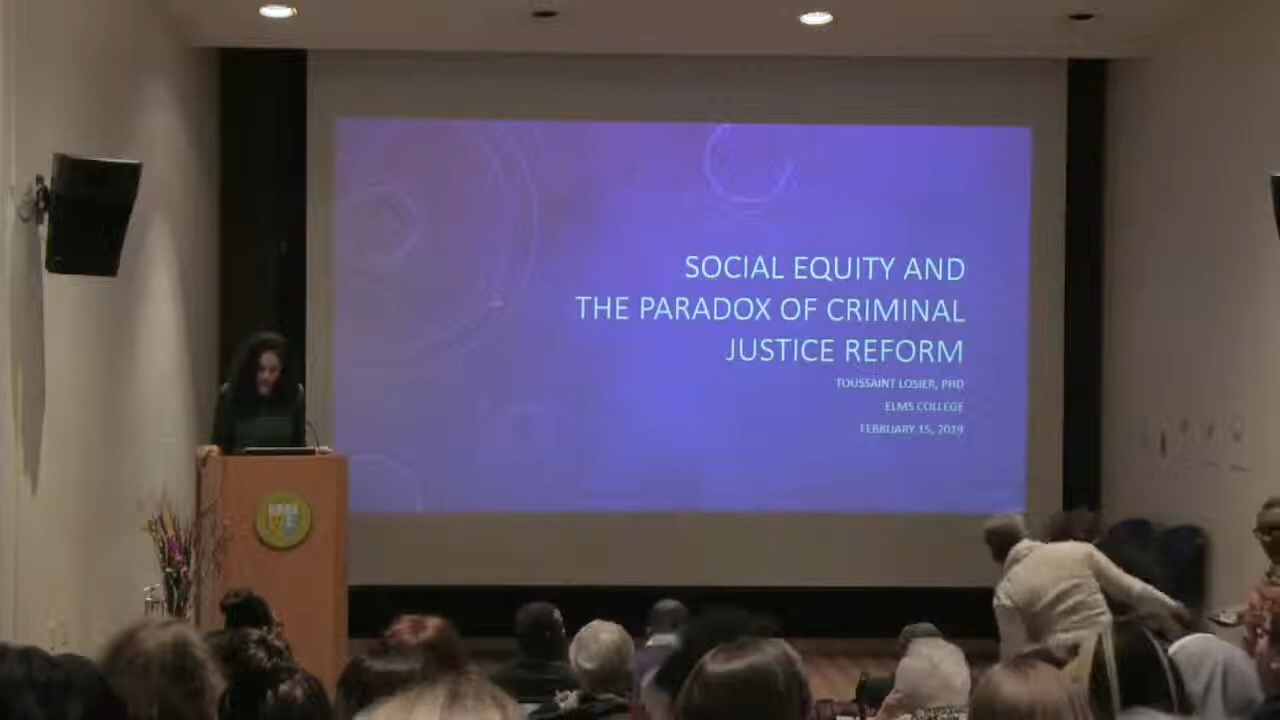 SOCIAL EQUITY AND
THE PARADOX OF CRIMINAL
JUSTICE REFORM
TOUSSAINT LOSIER, PHD
ELMS COLLEGE
FEBRUARY 15, 2019